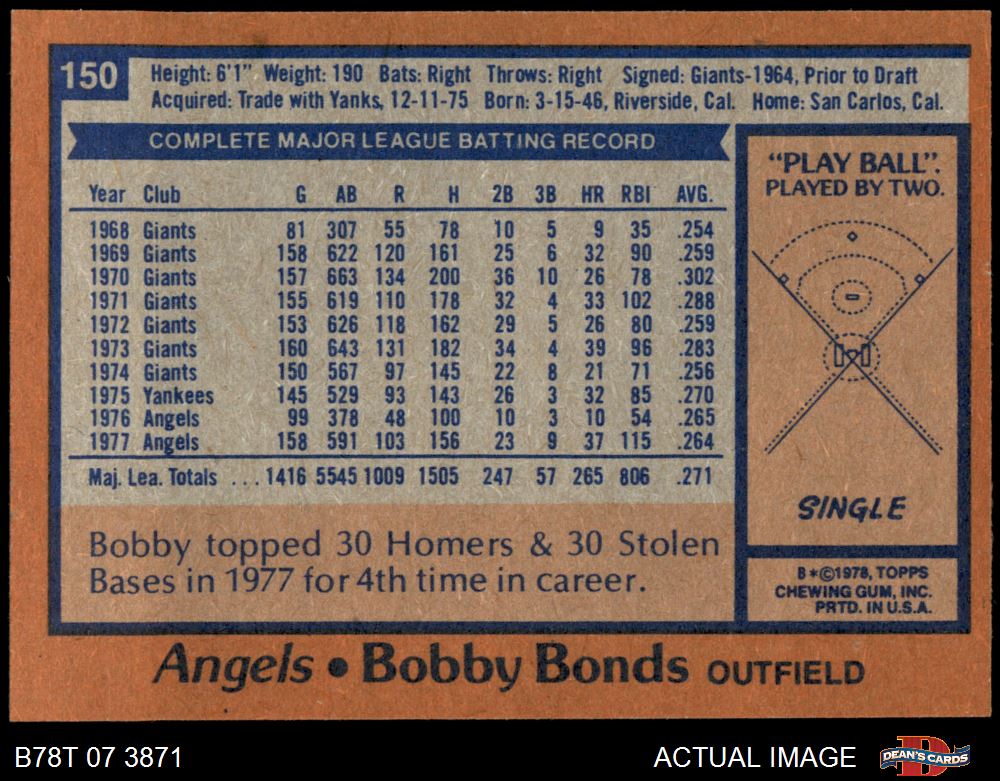 150
Height: 6'1" Weight: 190 Bats: Right Throws: Right Signed: Giants-1964, Prior to Draft
Acquired: Trade with Yanks, 12-11-75 Born: 3-15-46, Riverside, Cal. Home: San Carlos, Cal.
COMPLETE MAJOR LEAGUE BATTING RECORD
Year Club G AB R H 2B 3B HR RBI AVG.
1968 Giants 81 307 55 78 10 5 9 35 .254
1969 Giants 158 622 120 161 25 6 32 90 .259
1970 Giants 157 663 134 200 36 10 26 78 .302
1971 Giants 155 619 110 178 32 4 33 102 .288
1972 Giants 153 626 118 162 29 5 26 80 .259
1973 Giants 160 643 131 182 34 4 39 96 .283
1974 Giants 150 567 97 145 22 8 21 71 .256
1975 Yankees 145 529 93 143 26 3 32 85 .270
1976 Angels 99 378 48 100 10 3 10 54 .265
1977 Angels 158 591 103 156 23 9 37 115 .264
Maj. Lea. Totals ... 1416 5545 1009 1505 247 57 265 806 .271
Bobby topped 30 Homers & 30 Stolen
Bases in 1977 for 4th time in career.
"PLAY BALL".
PLAYED BY TWO.
SINGLE
B*©1978, TOPPS
CHEWING GUM, INC.
PRTD. IN U.S.A.
Angels • Bobby Bonds OUTFIELD
B78T 07 3871
ACTUAL IMAGE
DEAN'S CARDS